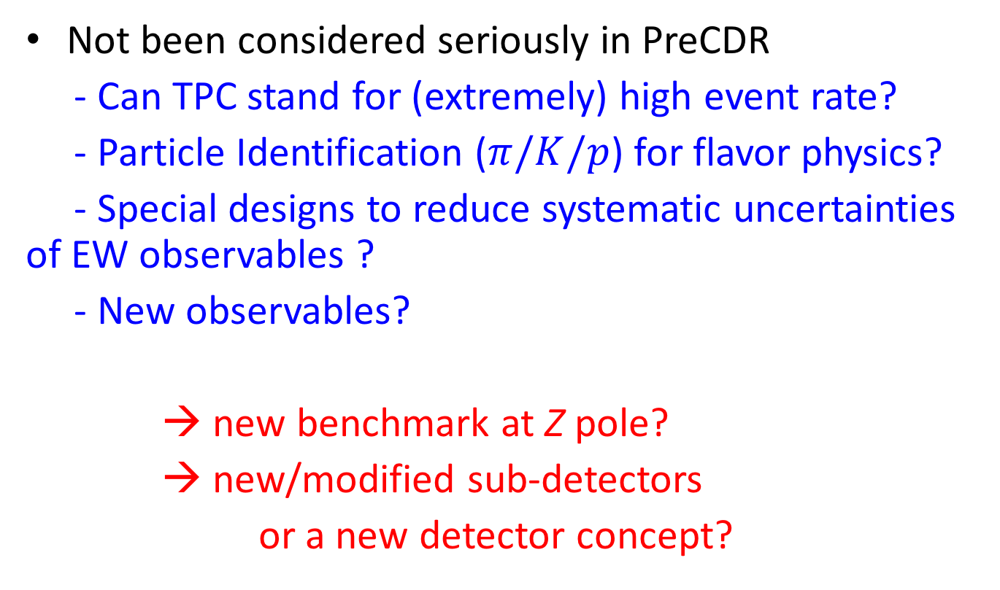 • Not been considered seriously in PreCDR
- Can TPC stand for (extremely) high event rate?
- Particle Identification (π/K/p) for flavor physics?
- Special designs to reduce systematic uncertainties
of EW observables ?
- New observables?
→ new benchmark at Z pole?
→ new/modified sub-detectors
or a new detector concept?